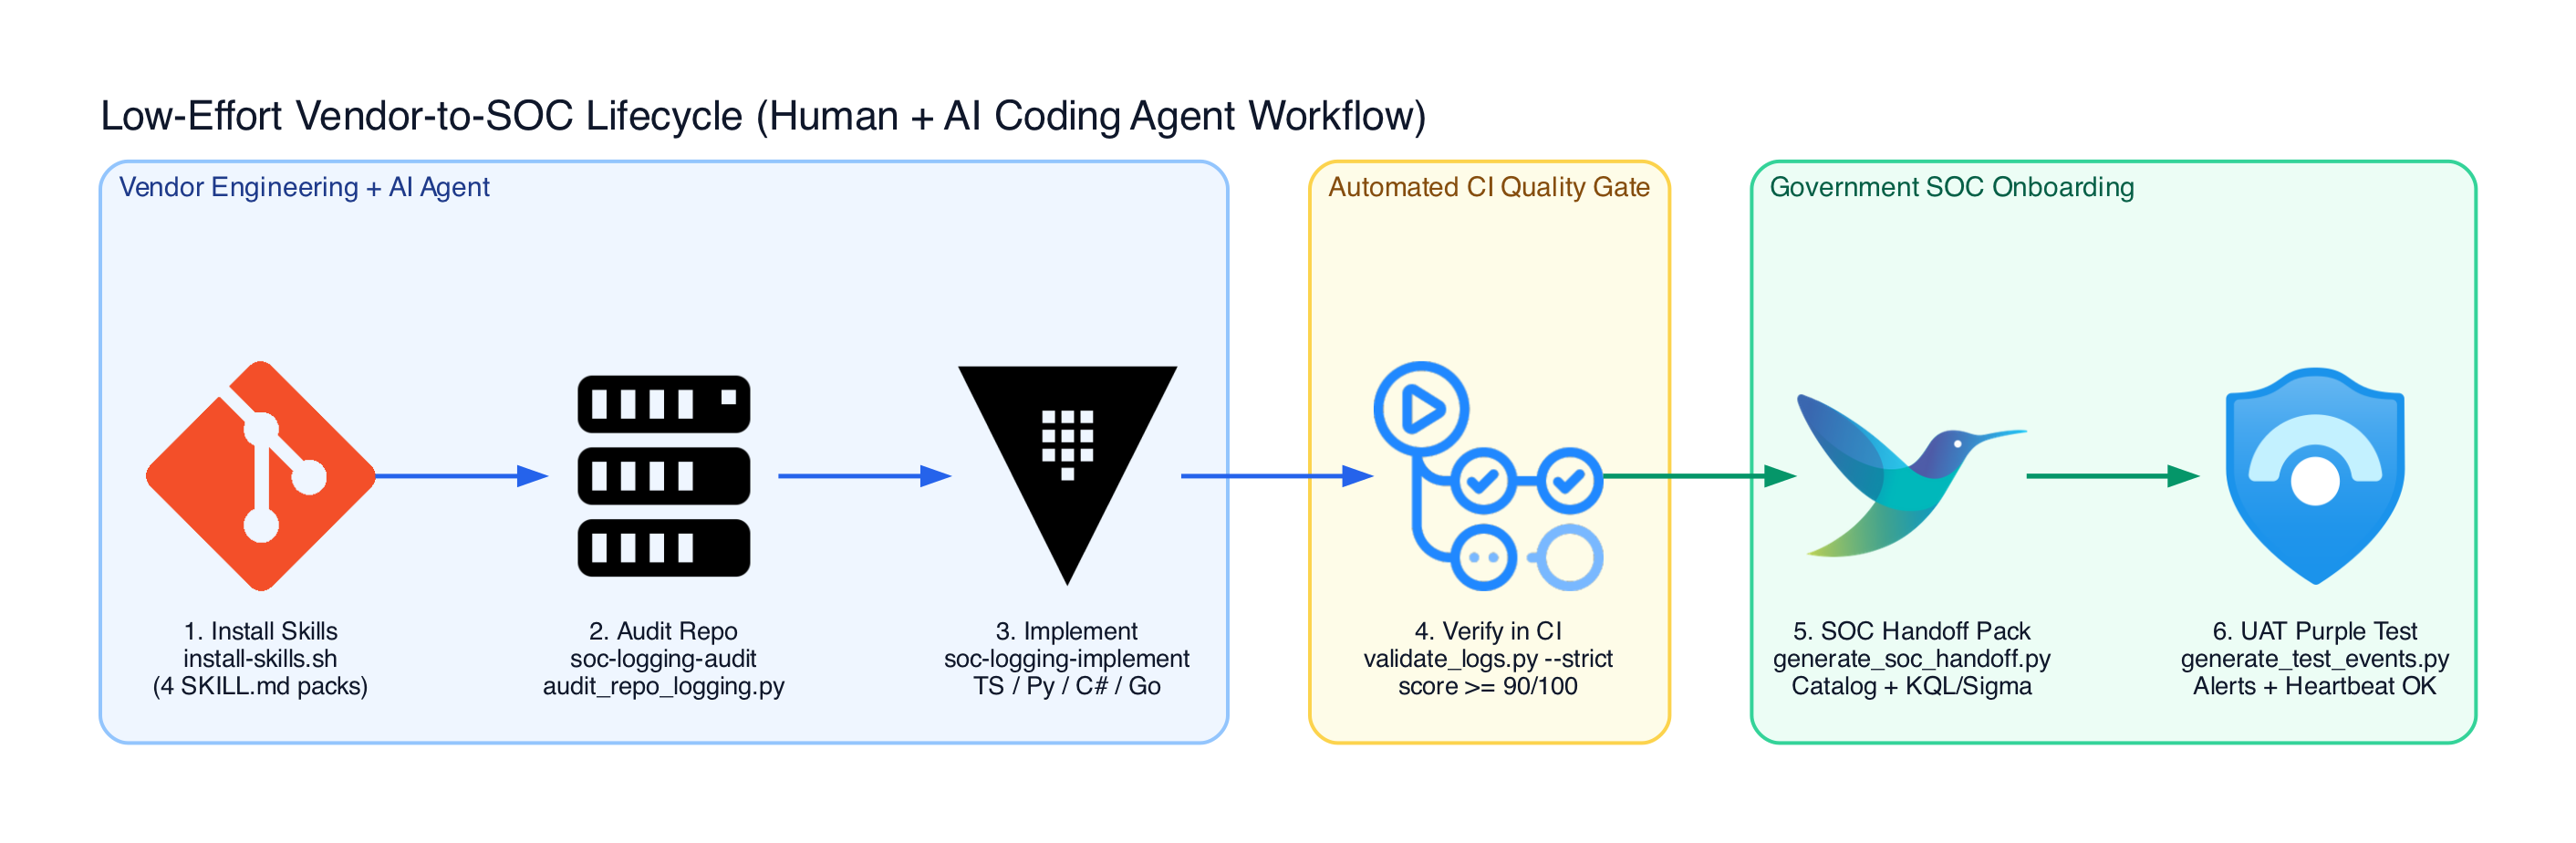 Low-Effort Vendor-to-SOC Lifecycle (Human + AI Coding Agent Workflow)
Vendor Engineering + AI Agent
1. Install Skills
install-skills.sh
(4 SKILL.md packs)
2. Audit Repo
soc-logging-audit
audit_repo_logging.py
3. Implement
soc-logging-implement
TS / Py / C# / Go
Automated CI Quality Gate
4. Verify in CI
validate_logs.py --strict
score >= 90/100
Government SOC Onboarding
5. SOC Handoff Pack
generate_soc_handoff.py
Catalog + KQL/Sigma
6. UAT Purple Test
generate_test_events.py
Alerts + Heartbeat OK